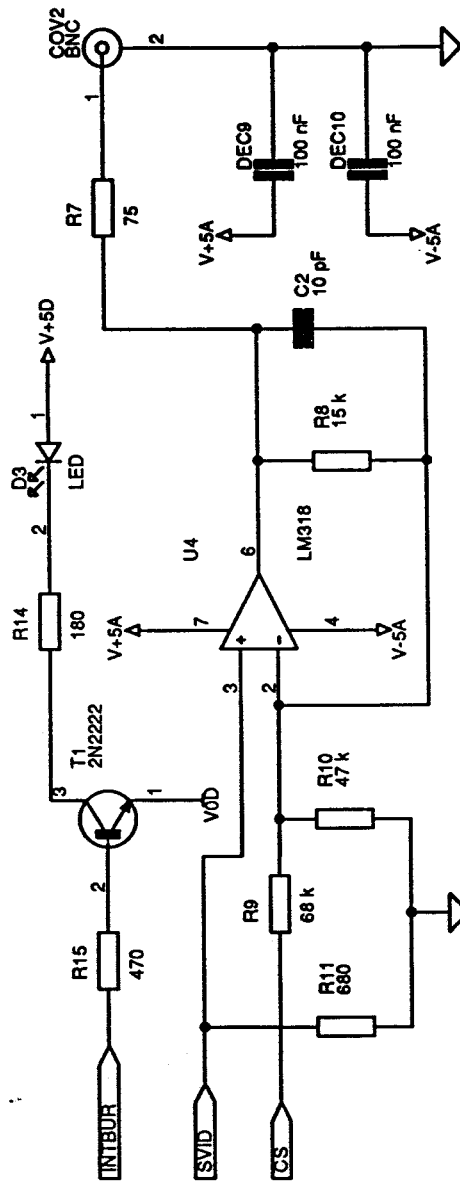 INTBUR
R15
470
2
T1
2N2222
3
1
V0D
R14
180
2
D3
LED
1
V+5D
SVID
CS
R11
680
R9
68 k
R10
47 k
3
2
+
-
V+5A
7
4
V-5A
U4
6
LM318
R8
15 k
C2
10 pF
R7
75
1
COV2
BNC
2
V+5A
DEC9
100 nF
V-5A
DEC10
100 nF